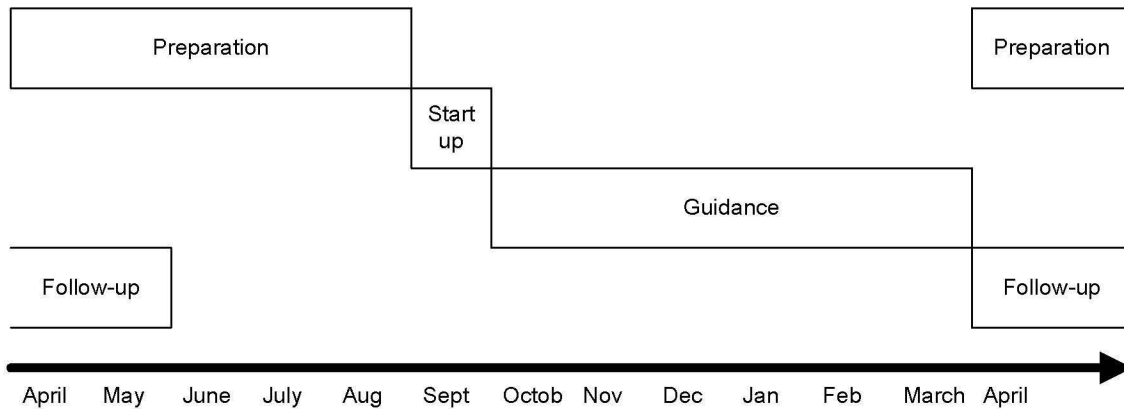 Preparation
Preparation
Start
up
Guidance
Follow-up
Follow-up
April May June July Aug Sept Octob Nov Dec Jan Feb March April